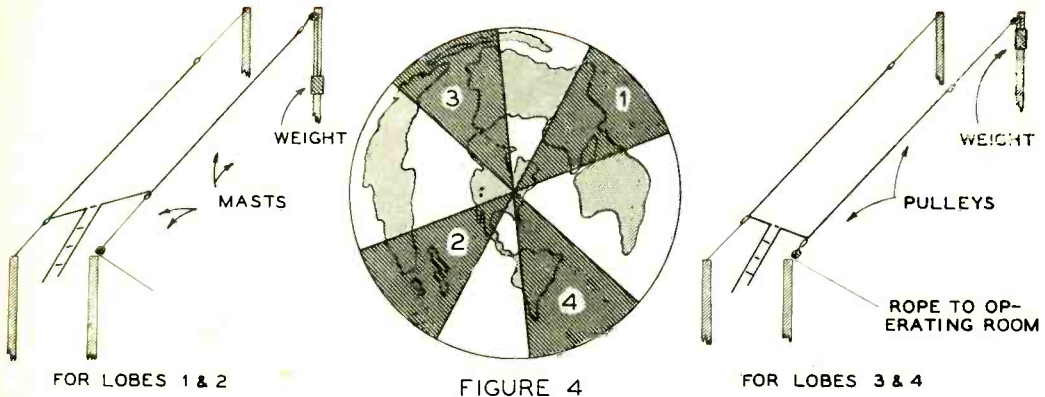 WEIGHT
MASTS
FOR LOBES 1 & 2
3
1
2
4
FIGURE 4
WEIGHT
PULLEYS
ROPE TO OP-
ERATING ROOM
FOR LOBES 3 & 4